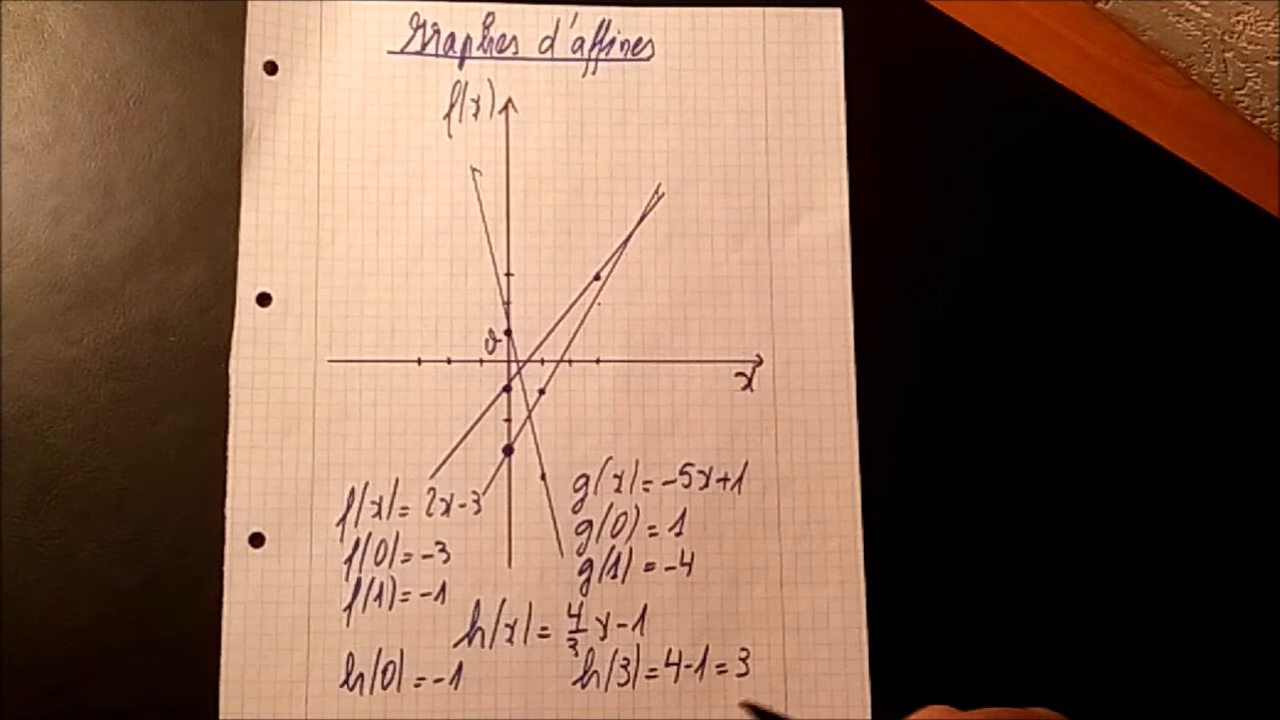 Graphes d'affines
f(x)
0
x
f(x) = 2x-3
f(0) = -3
f(1) = -1
g(x) = -5x+1
g(0) = 1
g(1) = -4
h(x) = 4/3 x-1
h(0) = -1
h(3) = 4-1 = 3